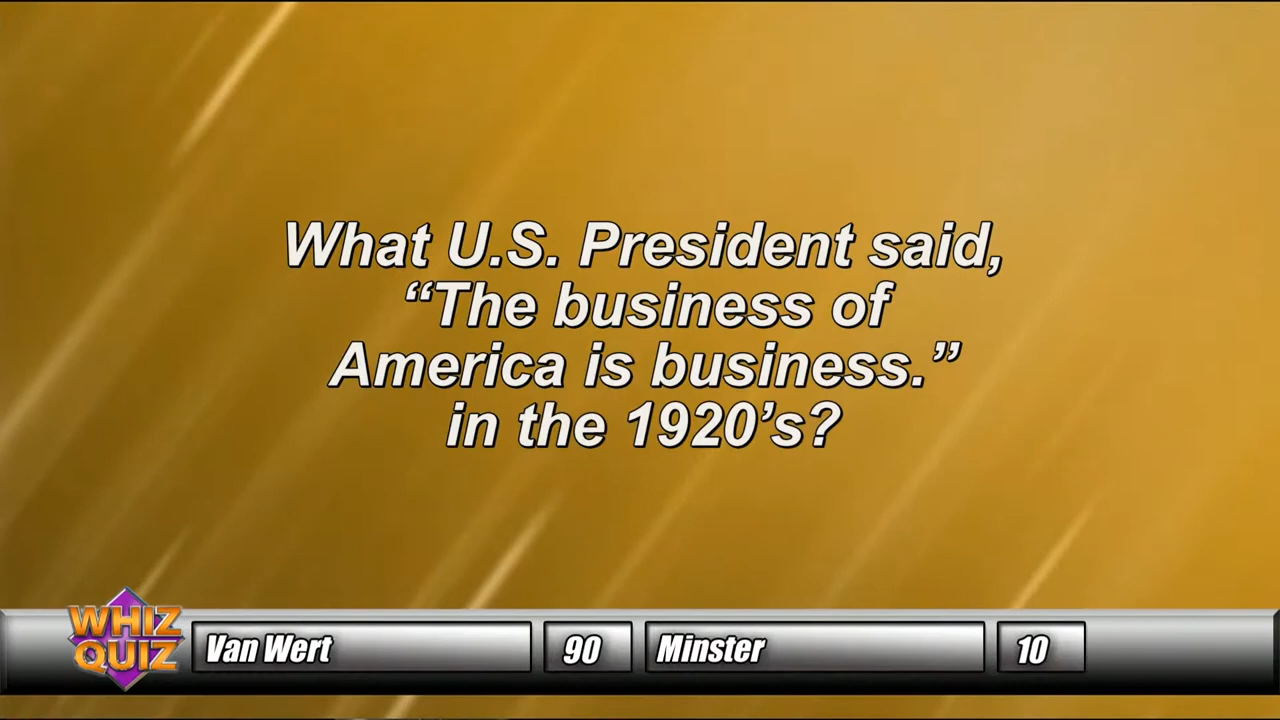 What U.S. President said,
“The business of
America is business.”
in the 1920’s?
WHIZ
QUIZ
Van Wert
90
Minster
10